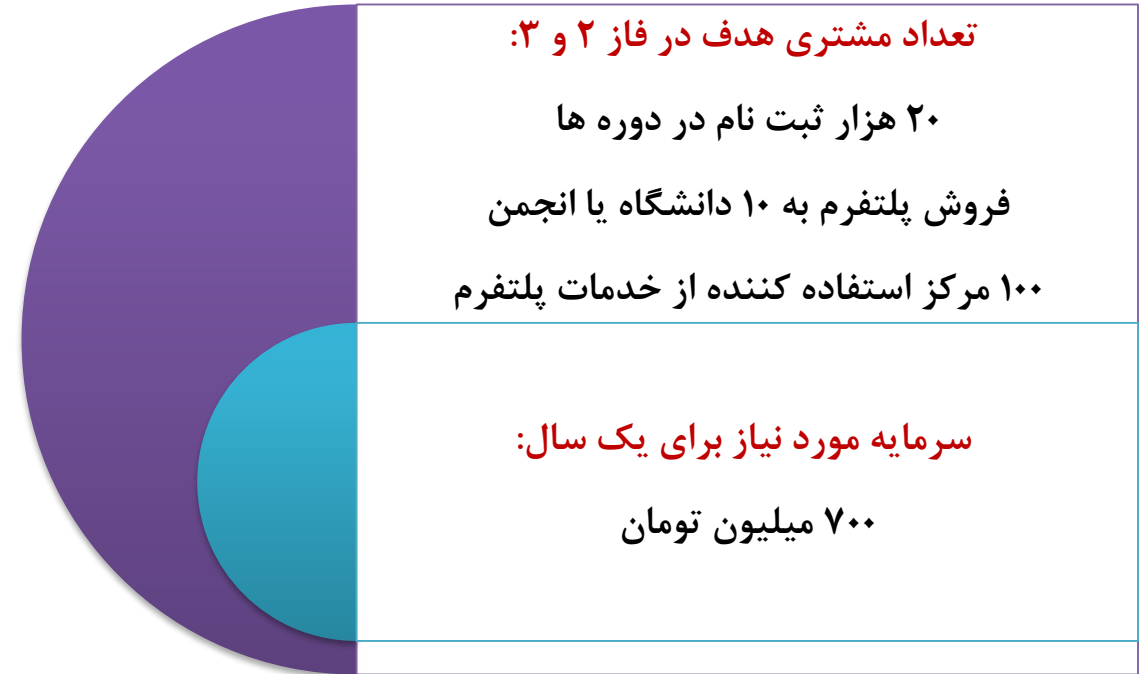 تعداد مشتری هدف در فاز ۲ و ۳:
۲۰ هزار ثبت نام در دوره ها
فروش پلتفرم به ۱۰ دانشگاه یا انجمن
۱۰۰ مرکز استفاده کننده از خدمات پلتفرم
سرمایه مورد نیاز برای یک سال:
۷۰۰ میلیون تومان